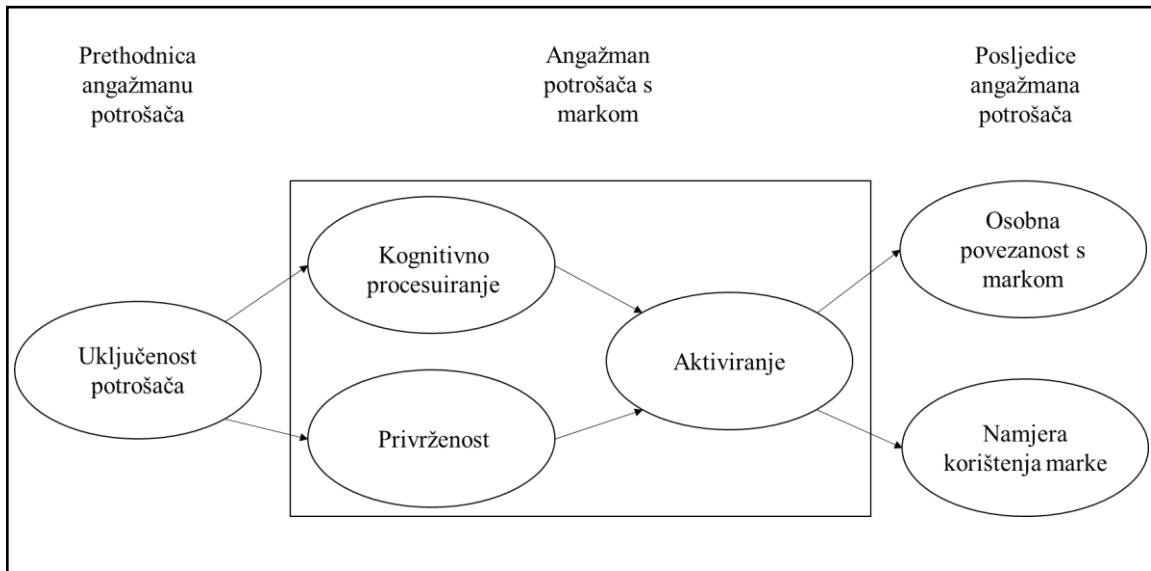 Prethodnica
angažmanu
potrošača
Angažman
potrošača s
markom
Posljedice
angažmana
potrošača
Uključenost
potrošača
Kognitivno
procesuiranje
Privrženost
Aktiviranje
Osobna
povezanost s
markom
Namjera
korištenja marke